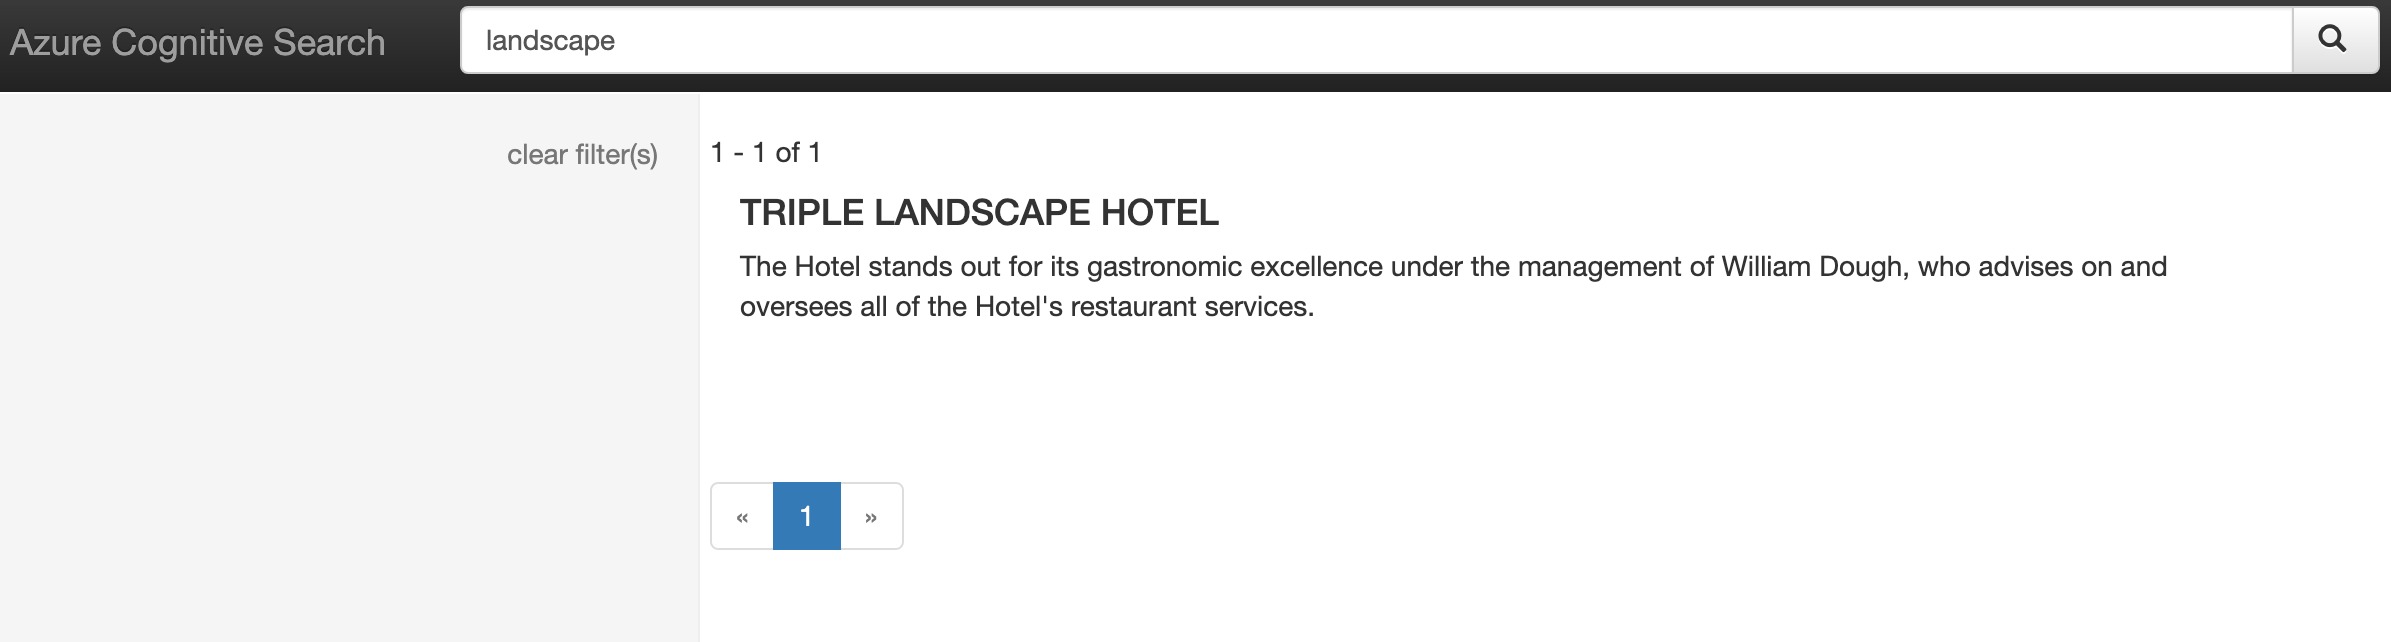 Azure Cognitive Search
landscape
clear filter(s)
1 - 1 of 1
TRIPLE LANDSCAPE HOTEL
The Hotel stands out for its gastronomic excellence under the management of William Dough, who advises on and
oversees all of the Hotel's restaurant services.
« 1 »